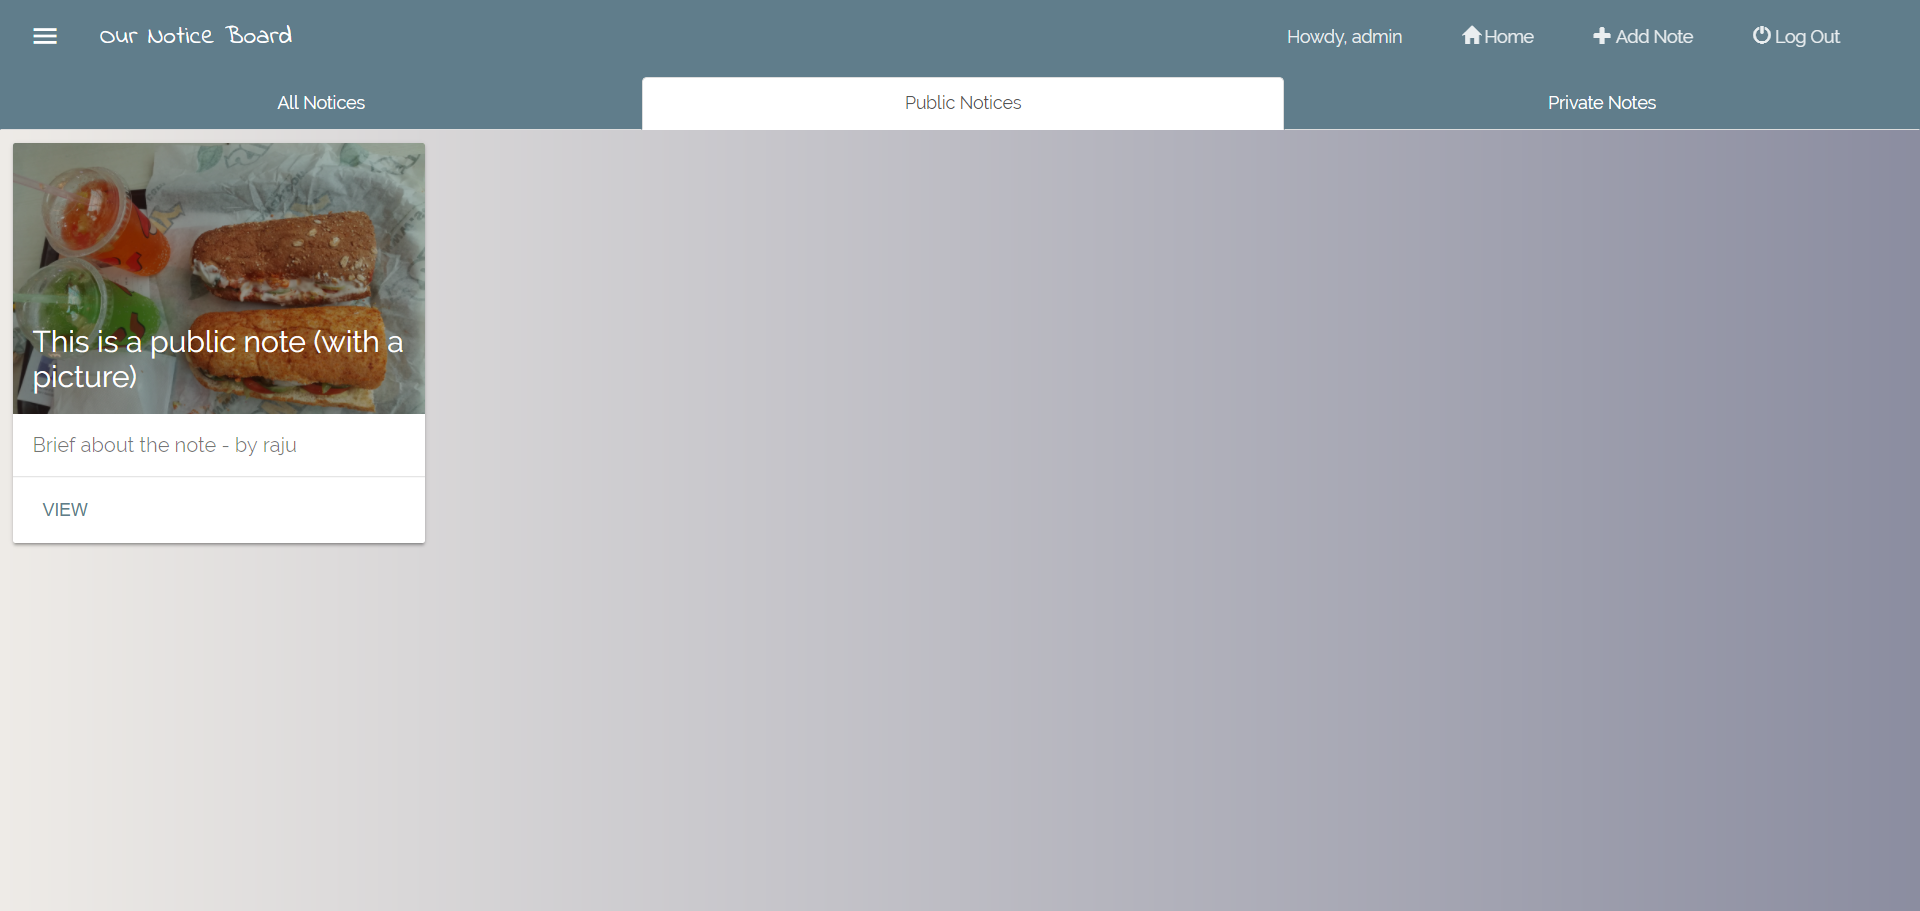 Our Notice Board
Howdy, admin
Home
Add Note
Log Out
All Notices
Public Notices
Private Notes
This is a public note (with a
picture)
Brief about the note - by raju
VIEW